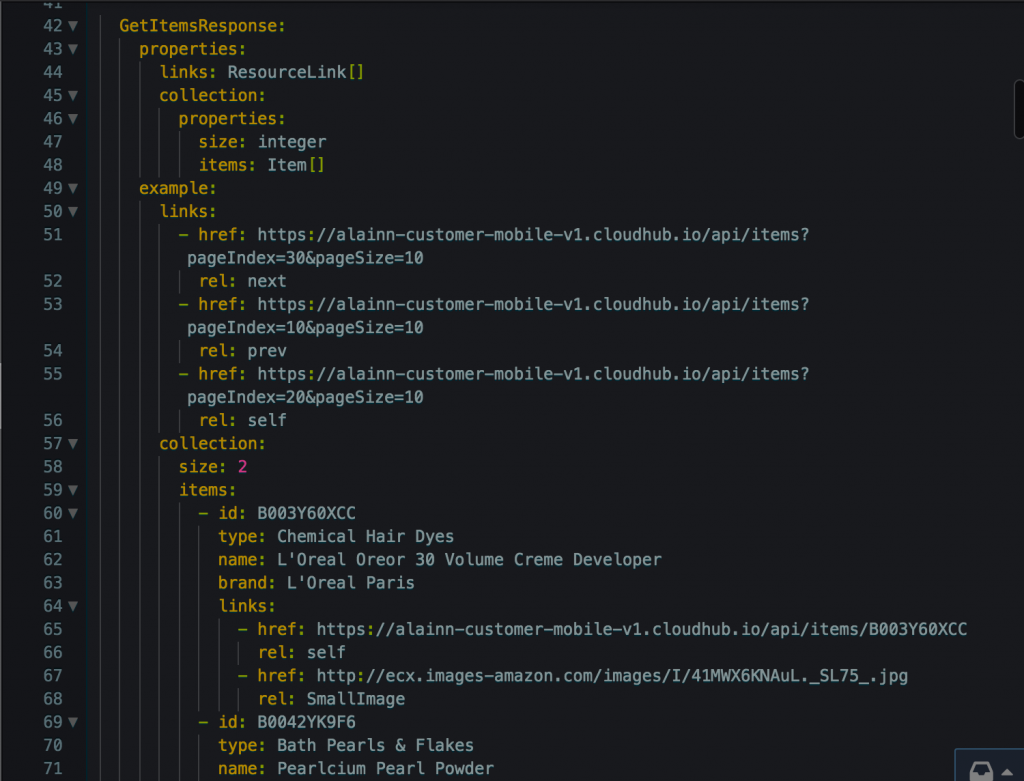 41
42 GetItemsResponse:
43 properties:
44 links: ResourceLink[]
45 collection:
46 properties:
47 size: integer
48 items: Item[]
49 example:
50 links:
51 - href: https://alainn-customer-mobile-v1.cloudhub.io/api/items?
pageIndex=30&pageSize=10
52 rel: next
53 - href: https://alainn-customer-mobile-v1.cloudhub.io/api/items?
pageIndex=10&pageSize=10
54 rel: prev
55 - href: https://alainn-customer-mobile-v1.cloudhub.io/api/items?
pageIndex=20&pageSize=10
56 rel: self
57 collection:
58 size: 2
59 items:
60 - id: B003Y60XCC
61 type: Chemical Hair Dyes
62 name: L'Oreal Oreor 30 Volume Creme Developer
63 brand: L'Oreal Paris
64 links:
65 - href: https://alainn-customer-mobile-v1.cloudhub.io/api/items/B003Y60XCC
66 rel: self
67 - href: http://ecx.images-amazon.com/images/I/41MWX6KNAuL._SL75_.jpg
68 rel: SmallImage
69 - id: B0042YK9F6
70 type: Bath Pearls & Flakes
71 name: Pearlcium Pearl Powder